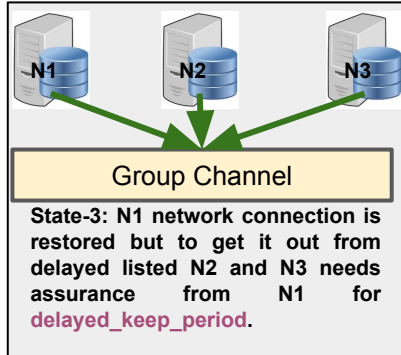 N1 N2 N3
Group Channel
State-3: N1 network connection is
restored but to get it out from
delayed listed N2 and N3 needs
assurance from N1 for
delayed_keep_period.